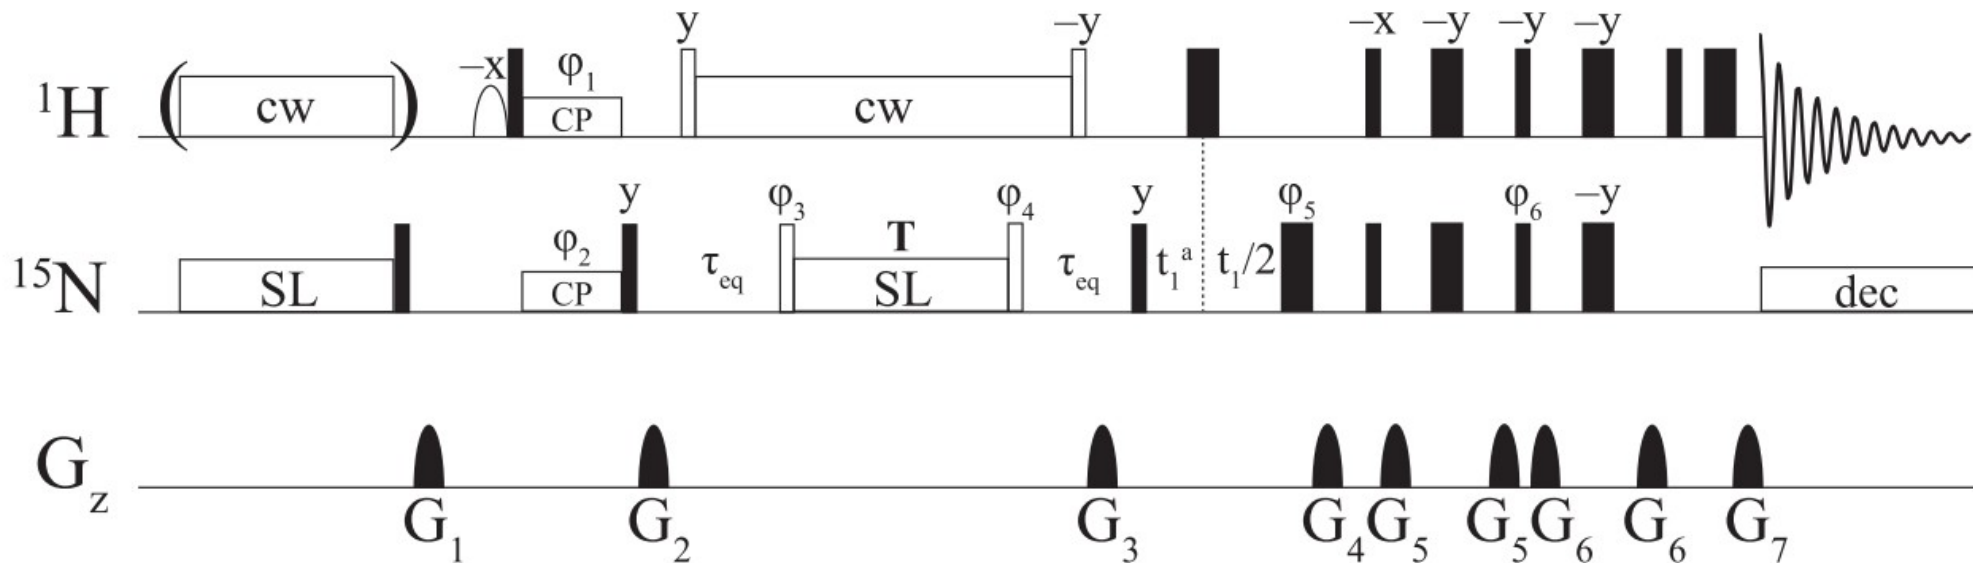 y –y –x –y –y –y
¹H ( cw ) –x φ₁ CP cw
y φ₃ φ₄ y φ₅ φ₆ –y
¹⁵N SL φ₂ CP τeq T SL τeq t₁ᵃ t₁/2 dec
Gz
G₁ G₂ G₃ G₄ G₅ G₅ G₆ G₆ G₇